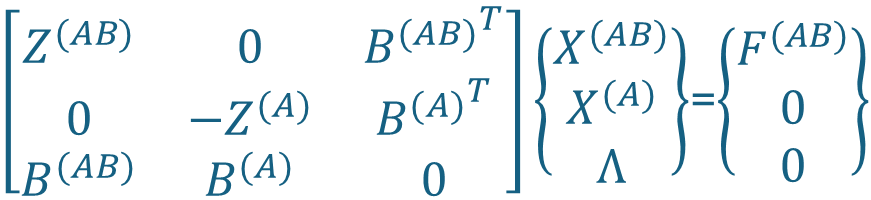 [Z^(AB) 0 B^(AB)^T] {X^(AB)} = {F^(AB)}
[0 −Z^(A) B^(A)^T] {X^(A)} = {0}
[B^(AB) B^(A) 0] {Λ} = {0}